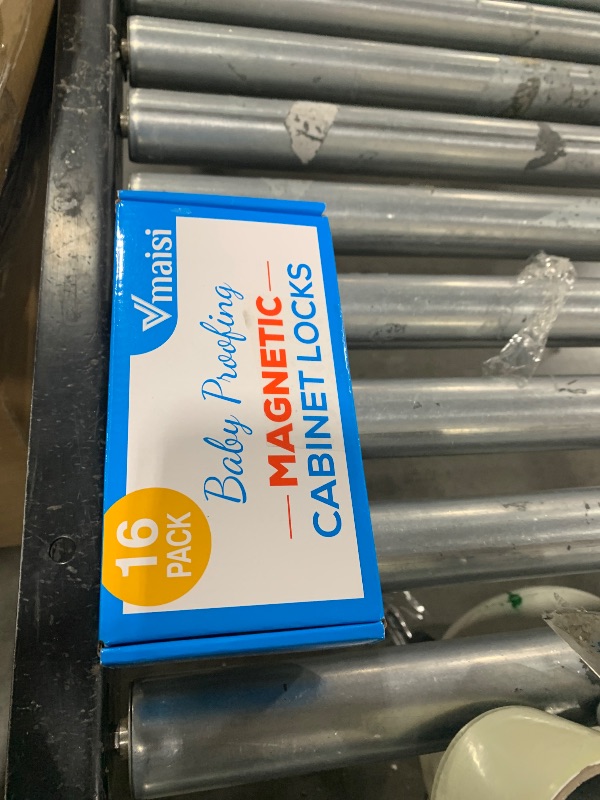 Vmaisi
Baby Proofing
MAGNETIC
CABINET LOCKS
16
PACK